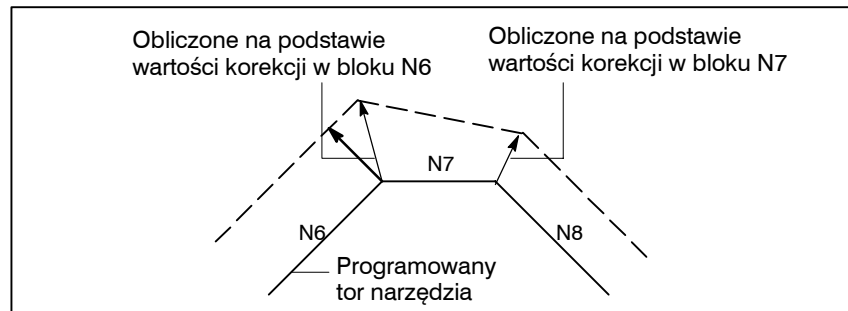 Obliczone na podstawie
wartości korekcji w bloku N6
Obliczone na podstawie
wartości korekcji w bloku N7
N7
N6
N8
Programowany
tor narzędzia